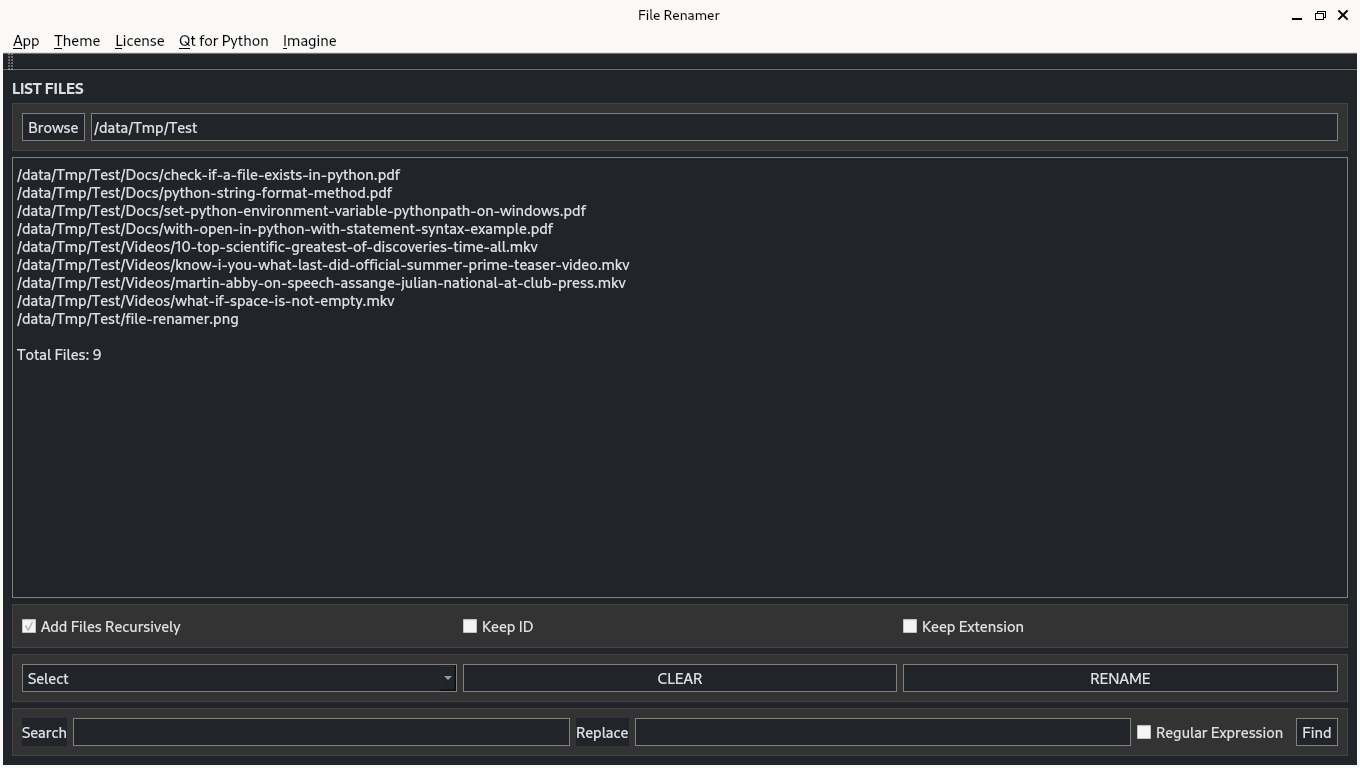 File Renamer
App Theme License Qt for Python Imagine
LIST FILES
Browse /data/Tmp/Test
/data/Tmp/Test/Docs/check-if-a-file-exists-in-python.pdf
/data/Tmp/Test/Docs/python-string-format-method.pdf
/data/Tmp/Test/Docs/set-python-environment-variable-pythonpath-on-windows.pdf
/data/Tmp/Test/Docs/with-open-in-python-with-statement-syntax-example.pdf
/data/Tmp/Test/Videos/10-top-scientific-greatest-of-discoveries-time-all.mkv
/data/Tmp/Test/Videos/know-i-you-what-last-did-official-summer-prime-teaser-video.mkv
/data/Tmp/Test/Videos/martin-abby-on-speech-assange-julian-national-at-club-press.mkv
/data/Tmp/Test/Videos/what-if-space-is-not-empty.mkv
/data/Tmp/Test/file-renamer.png
Total Files: 9
Add Files Recursively Keep ID Keep Extension
Select CLEAR RENAME
Search Replace Regular Expression Find